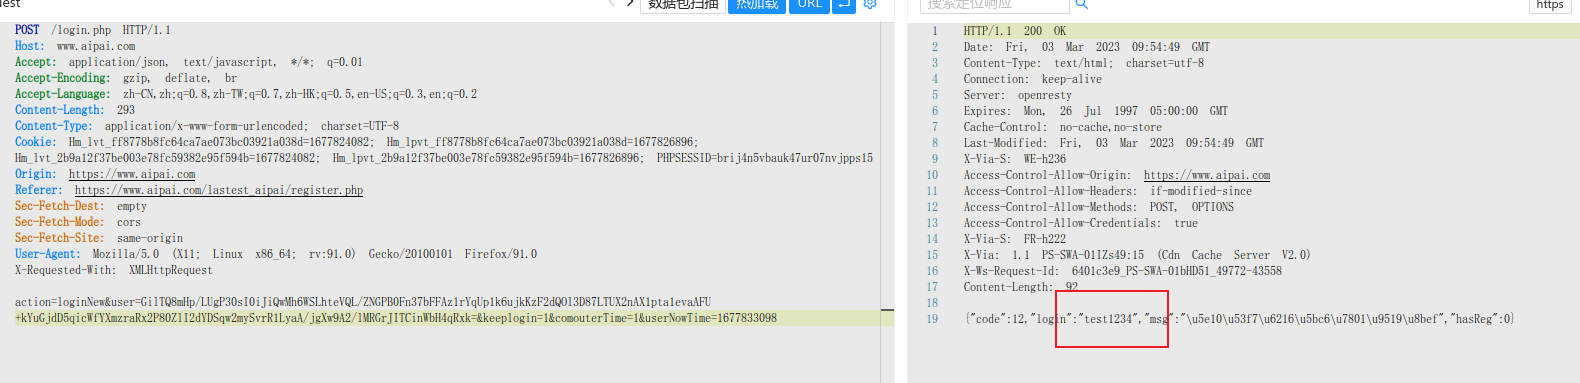 uest
数据包扫描 热加载 URL
POST /login.php HTTP/1.1
Host: www.aipai.com
Accept: application/json, text/javascript, */*; q=0.01
Accept-Encoding: gzip, deflate, br
Accept-Language: zh-CN,zh;q=0.8,zh-TW;q=0.7,zh-HK;q=0.5,en-US;q=0.3,en;q=0.2
Content-Length: 293
Content-Type: application/x-www-form-urlencoded; charset=UTF-8
Cookie: Hm_lvt_ff8778b8fc64ca7ae073bc03921a038d=1677824082; Hm_lpvt_ff8778b8fc64ca7ae073bc03921a038d=1677826896;
Hm_lvt_2b9a12f37be003e78fc59382e95f594b=1677824082; Hm_lpvt_2b9a12f37be003e78fc59382e95f594b=1677826896; PHPSESSID=brij4n5vbauk47ur07nvjpps15
Origin: https://www.aipai.com
Referer: https://www.aipai.com/lastest_aipai/register.php
Sec-Fetch-Dest: empty
Sec-Fetch-Mode: cors
Sec-Fetch-Site: same-origin
User-Agent: Mozilla/5.0 (X11; Linux x86_64; rv:91.0) Gecko/20100101 Firefox/91.0
X-Requested-With: XMLHttpRequest
action=loginNew&user=GilTQ8mHp/LUgP30sI0iJiQwMh6WSLhteVQL/ZNGPB0Fn37bFFAz1rYqUp1k6ujkKzF2dQOl3D87LTUX2nAX1pta1evaAFU
+kYuGjdD5qicWfYXmzraRx2P80ZlI2dYDSqw2mySvrR1LyaA/jgXw9A2/lMRGrJITCinWbH4qRxk=&keeplogin=1&comouterTime=1&userNowTime=1677833098
搜索定位响应
https
1 HTTP/1.1 200 OK
2 Date: Fri, 03 Mar 2023 09:54:49 GMT
3 Content-Type: text/html; charset=utf-8
4 Connection: keep-alive
5 Server: openresty
6 Expires: Mon, 26 Jul 1997 05:00:00 GMT
7 Cache-Control: no-cache,no-store
8 Last-Modified: Fri, 03 Mar 2023 09:54:49 GMT
9 X-Via-S: WE-h236
10 Access-Control-Allow-Origin: https://www.aipai.com
11 Access-Control-Allow-Headers: if-modified-since
12 Access-Control-Allow-Methods: POST, OPTIONS
13 Access-Control-Allow-Credentials: true
14 X-Via-S: FR-h222
15 X-Via: 1.1 PS-SWA-01IZs49:15 (Cdn Cache Server V2.0)
16 X-Ws-Request-Id: 6401c3e9_PS-SWA-01bHD51_49772-43558
17 Content-Length: 92
18
19 {"code":12,"login":"test1234","msg":"\u5e10\u53f7\u6216\u5bc6\u7801\u9519\u8bef","hasReg":0}